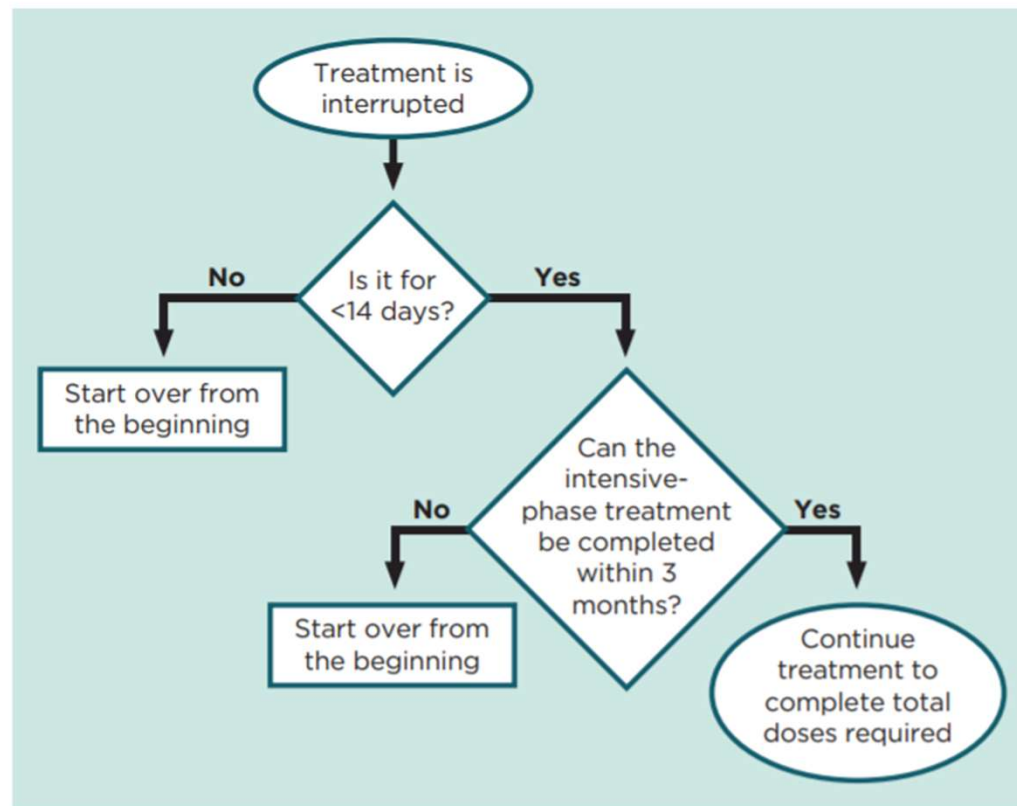 Treatment is
interrupted
No
Is it for
<14 days?
Yes
Start over from
the beginning
No
Can the
intensive-
phase treatment
be completed
within 3
months?
Yes
Start over from
the beginning
Continue
treatment to
complete total
doses required